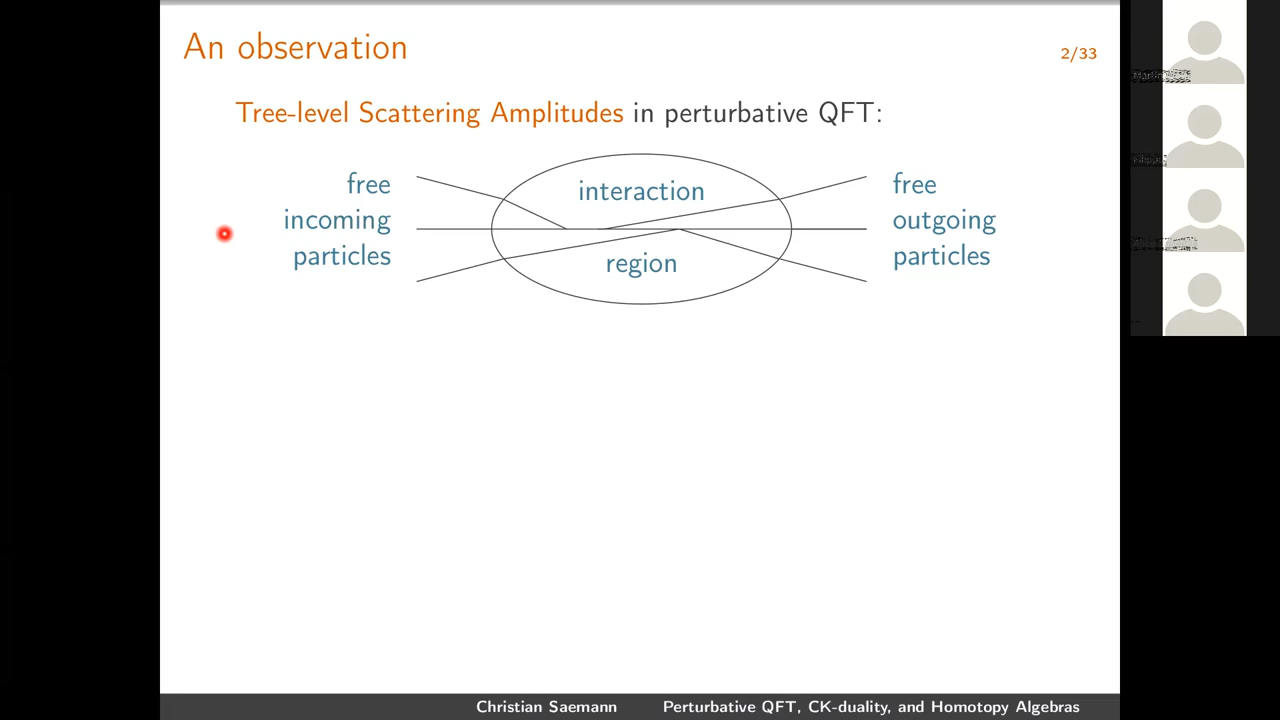 An observation
2/33
Tree-level Scattering Amplitudes in perturbative QFT:
free
incoming
particles
interaction
region
free
outgoing
particles
Christian Saemann Perturbative QFT, CK-duality, and Homotopy Algebras